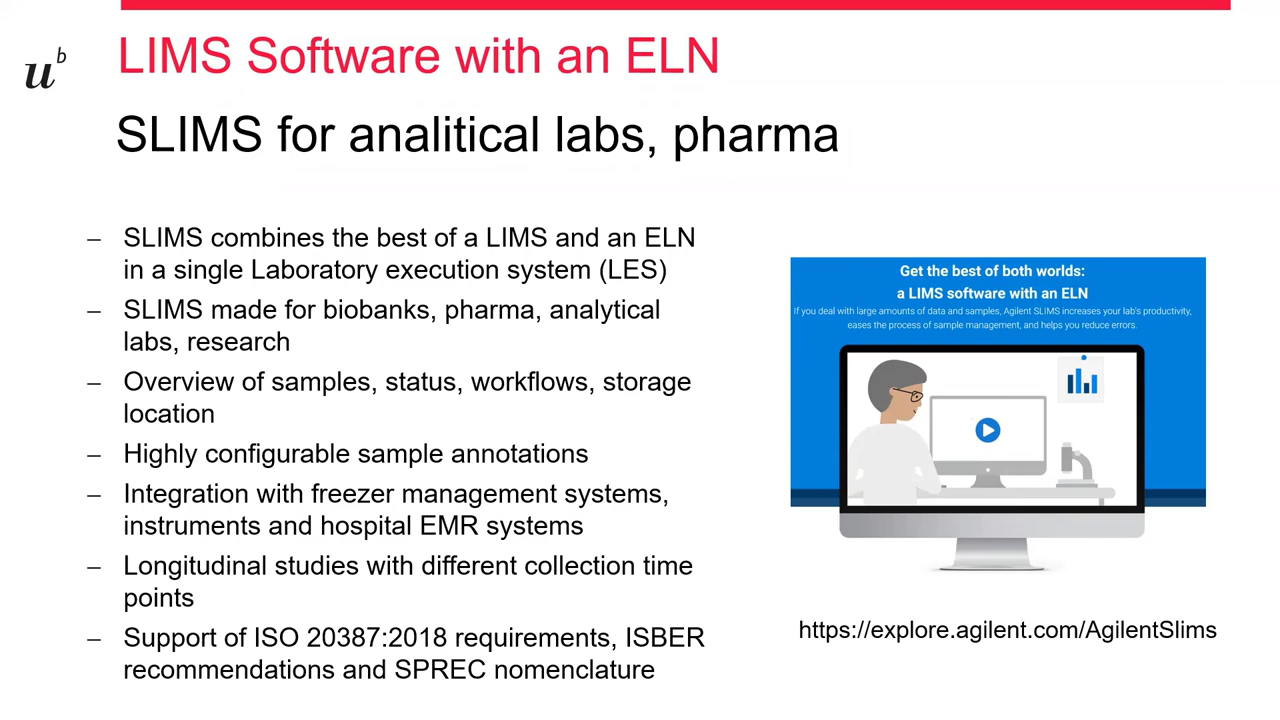 u^b
LIMS Software with an ELN
SLIMS for analitical labs, pharma
– SLIMS combines the best of a LIMS and an ELN
in a single Laboratory execution system (LES)
– SLIMS made for biobanks, pharma, analytical
labs, research
– Overview of samples, status, workflows, storage
location
– Highly configurable sample annotations
– Integration with freezer management systems,
instruments and hospital EMR systems
– Longitudinal studies with different collection time
points
– Support of ISO 20387:2018 requirements, ISBER
recommendations and SPREC nomenclature
Get the best of both worlds:
a LIMS software with an ELN
If you deal with large amounts of data and samples, Agilent SLIMS increases your lab's productivity,
eases the process of sample management, and helps you reduce errors.
https://explore.agilent.com/AgilentSlims